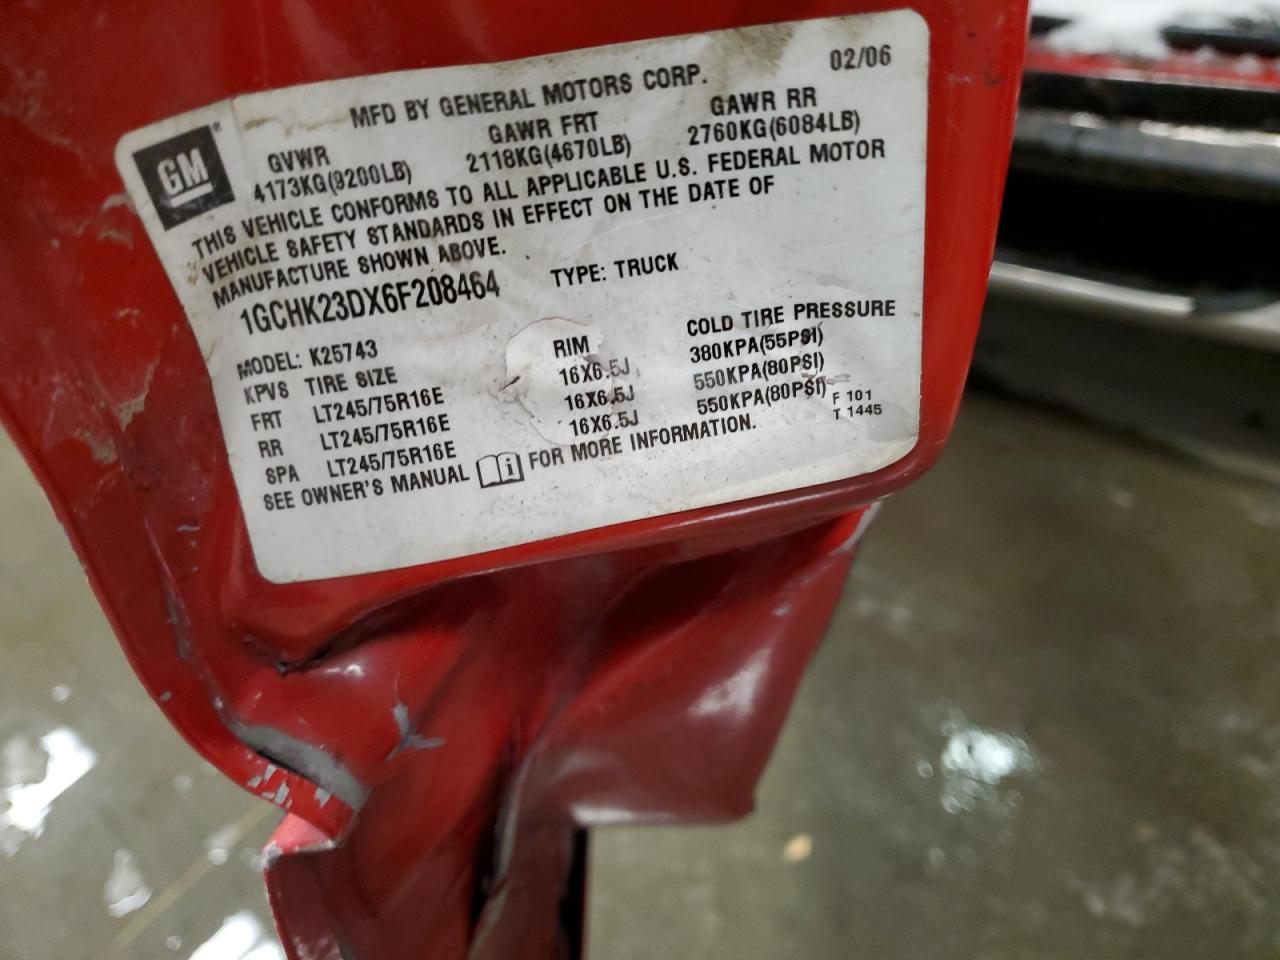 02/06
MFD BY GENERAL MOTORS CORP.
GM
GVWR GAWR FRT GAWR RR
4173KG(9200LB) 2118KG(4670LB) 2760KG(6084LB)
THIS VEHICLE CONFORMS TO ALL APPLICABLE U.S. FEDERAL MOTOR
VEHICLE SAFETY STANDARDS IN EFFECT ON THE DATE OF
MANUFACTURE SHOWN ABOVE.
1GCHK23DX6F208464 TYPE: TRUCK
MODEL: K25743
KPVS TIRE SIZE RIM COLD TIRE PRESSURE
FRT LT245/75R16E 16X6.5J 380KPA(55PSI)
RR LT245/75R16E 16X6.5J 550KPA(80PSI)
SPA LT245/75R16E 16X6.5J 550KPA(80PSI)
SEE OWNER'S MANUAL FOR MORE INFORMATION.
F 101
T 1445